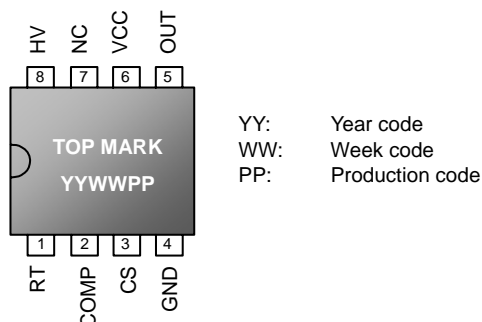 HV NC VCC OUT
8 7 6 5
TOP MARK
YYWWPP
1 2 3 4
RT COMP CS GND
YY: Year code
WW: Week code
PP: Production code